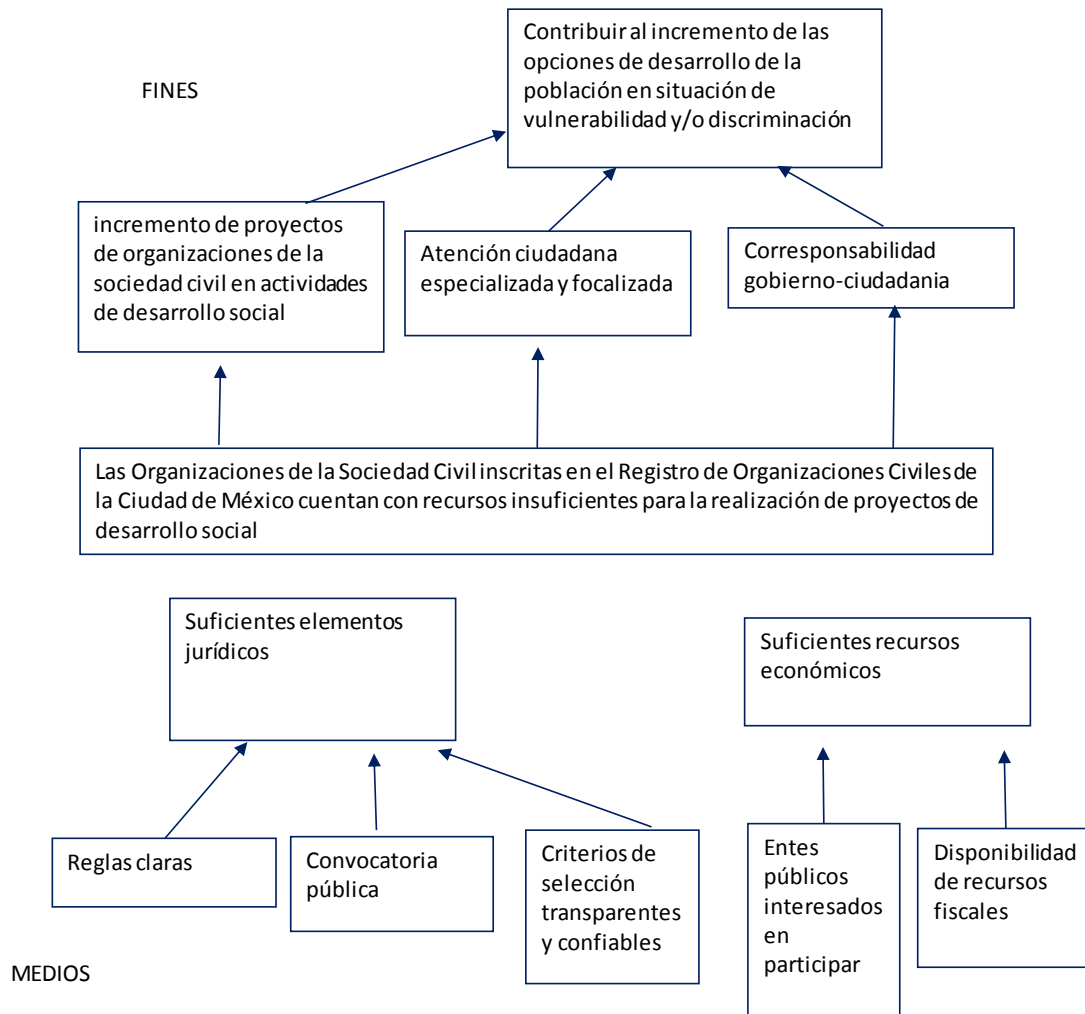 Contribuir al incremento de las
opciones de desarrollo de la
población en situación de
vulnerabilidad y/o discriminación
FINES
incremento de proyectos
de organizaciones de la
sociedad civil en actividades
de desarrollo social
Atención ciudadana
especializada y focalizada
Corresponsabilidad
gobierno-ciudadania
Las Organizaciones de la Sociedad Civil inscritas en el Registro de Organizaciones Civiles de
la Ciudad de México cuentan con recursos insuficientes para la realización de proyectos de
desarrollo social
Suficientes elementos
jurídicos
Suficientes recursos
económicos
Reglas claras
Convocatoria
pública
Criterios de
selección
transparentes
y confiables
Entes
públicos
interesados
en
participar
Disponibilidad
de recursos
fiscales
MEDIOS